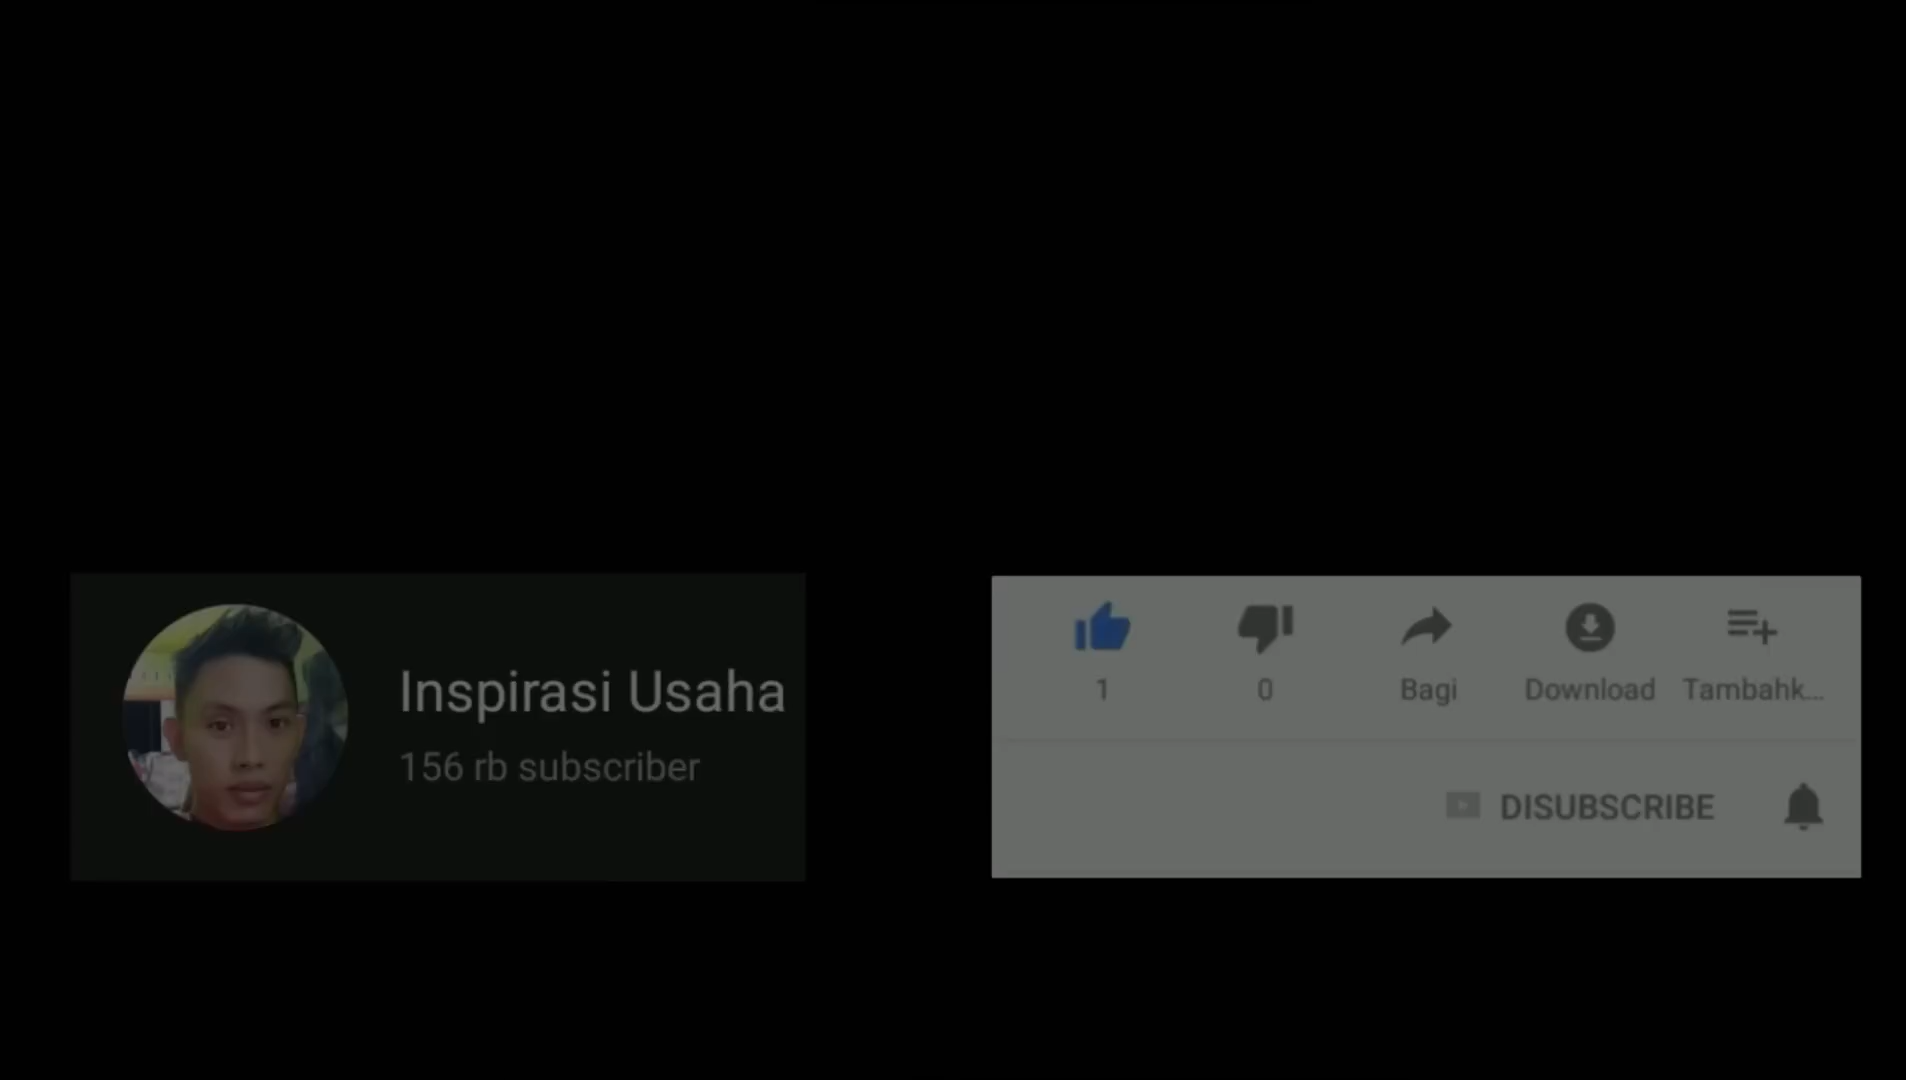 Inspirasi Usaha
156 rb subscriber
1
0
Bagi
Download
Tambahk...
DISUBSCRIBE